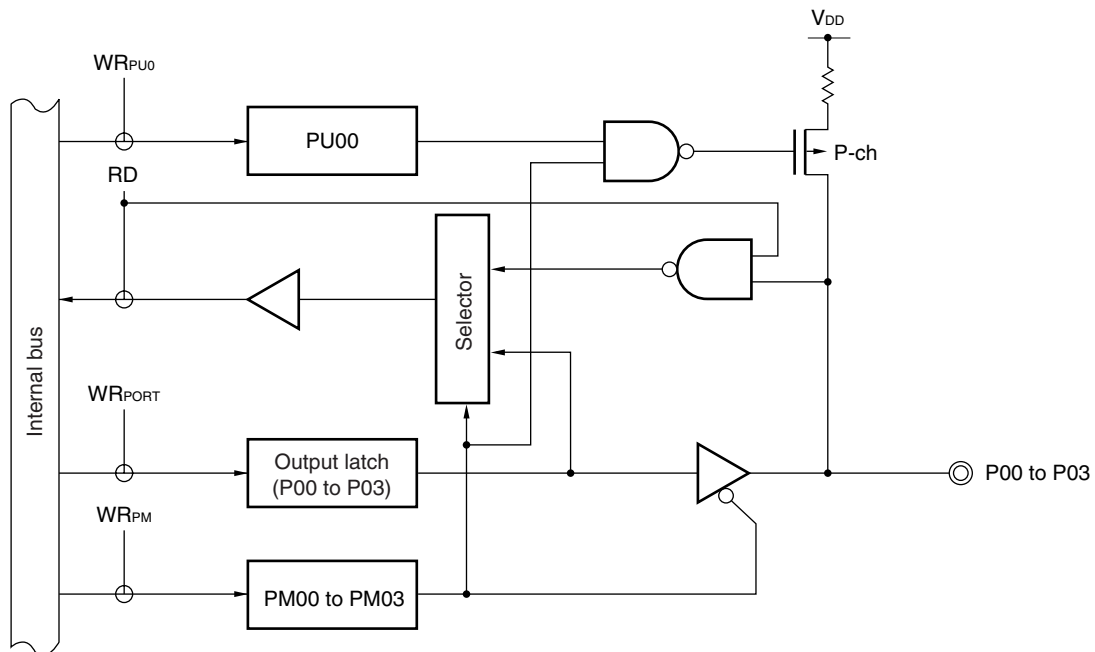 VDD
WRPU0
PU00
P-ch
RD
Selector
Internal bus
WRPORT
Output latch
(P00 to P03)
P00 to P03
WRPM
PM00 to PM03